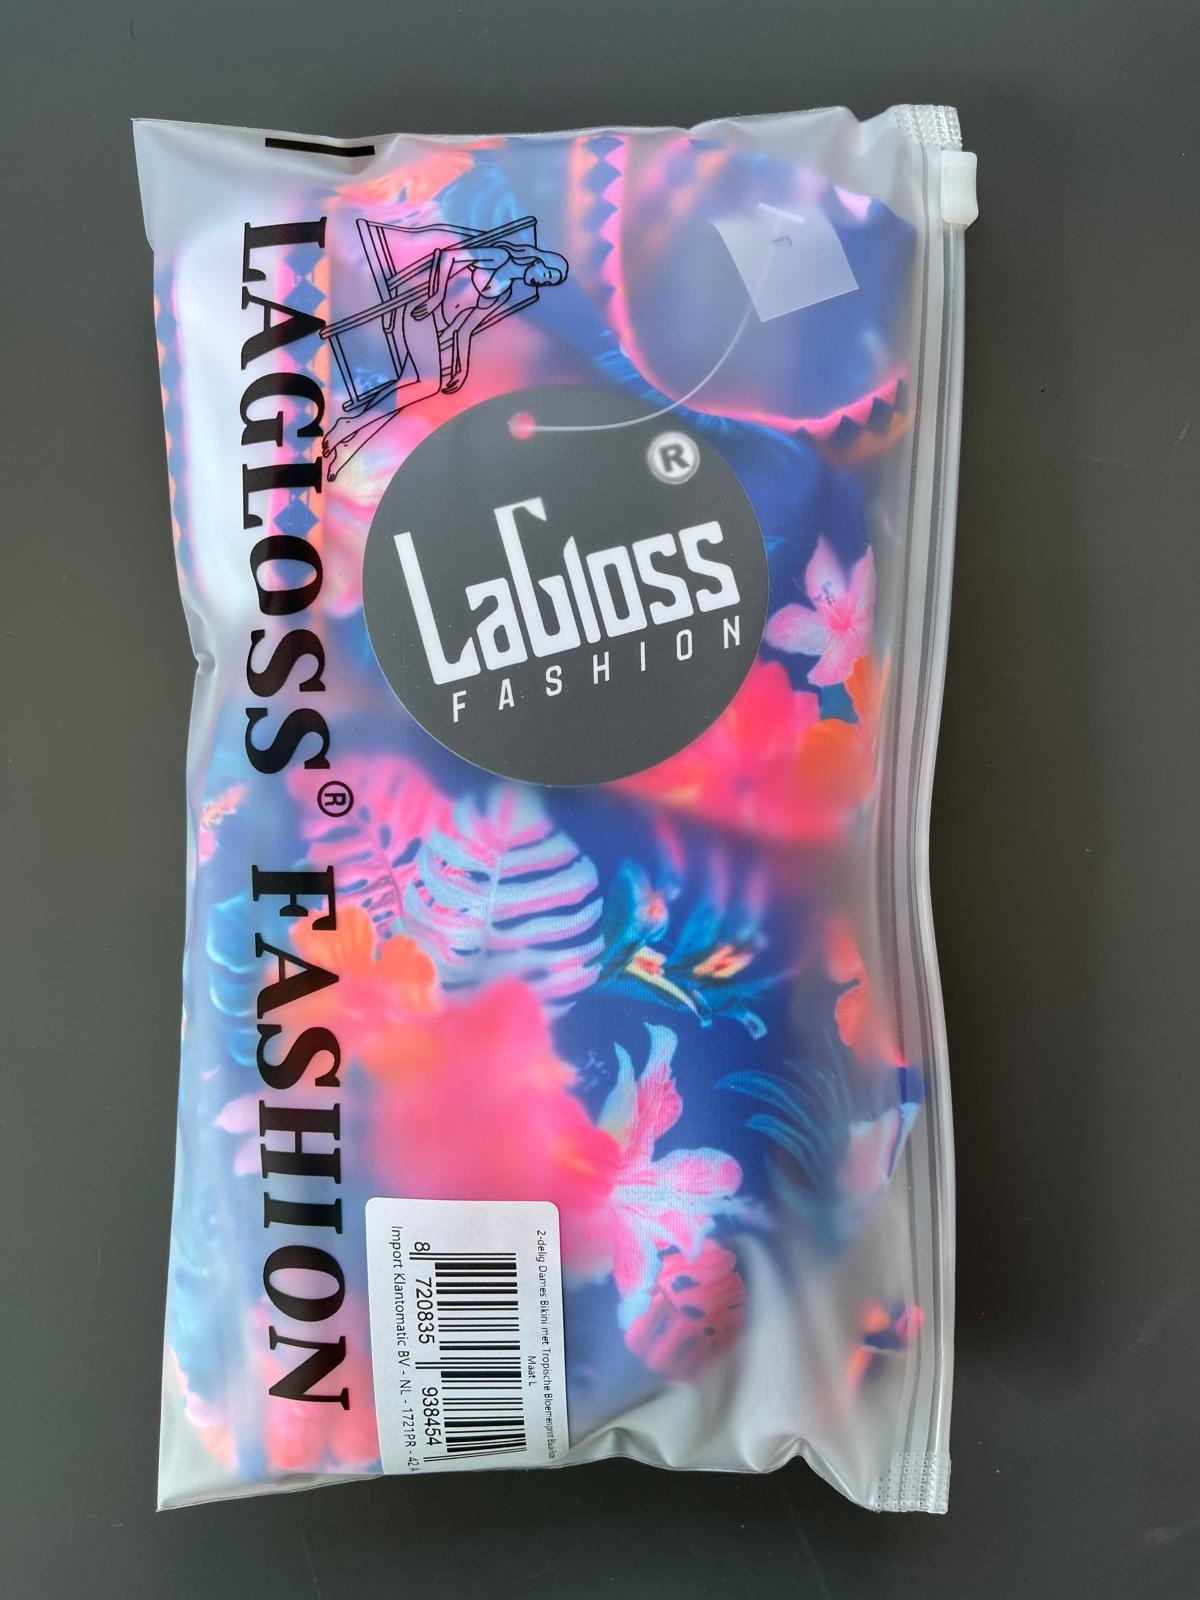 LAGLOSS® FASHION
®
LaGloss
FASHION
L
2-delig Dames Bikini met Tropische Bloemenprint
Maat L
8 720835 938454
Import Klantomatic BV - NL - 1721PR - 42